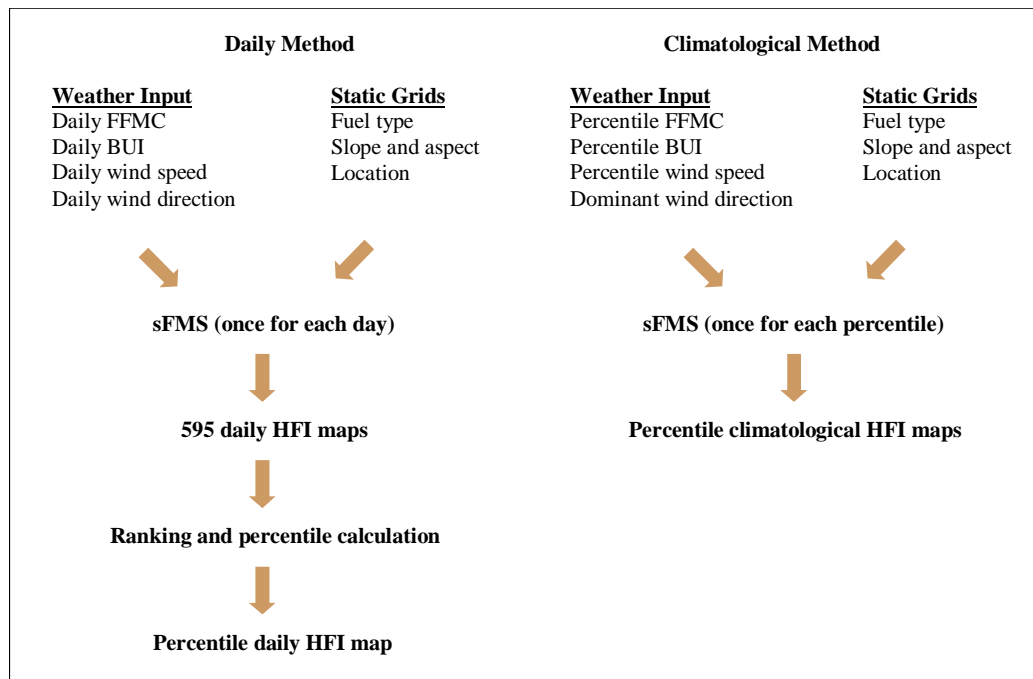 Daily Method
Weather Input
Daily FFMC
Daily BUI
Daily wind speed
Daily wind direction
Static Grids
Fuel type
Slope and aspect
Location
sFMS (once for each day)
595 daily HFI maps
Ranking and percentile calculation
Percentile daily HFI map
Climatological Method
Weather Input
Percentile FFMC
Percentile BUI
Percentile wind speed
Dominant wind direction
Static Grids
Fuel type
Slope and aspect
Location
sFMS (once for each percentile)
Percentile climatological HFI maps